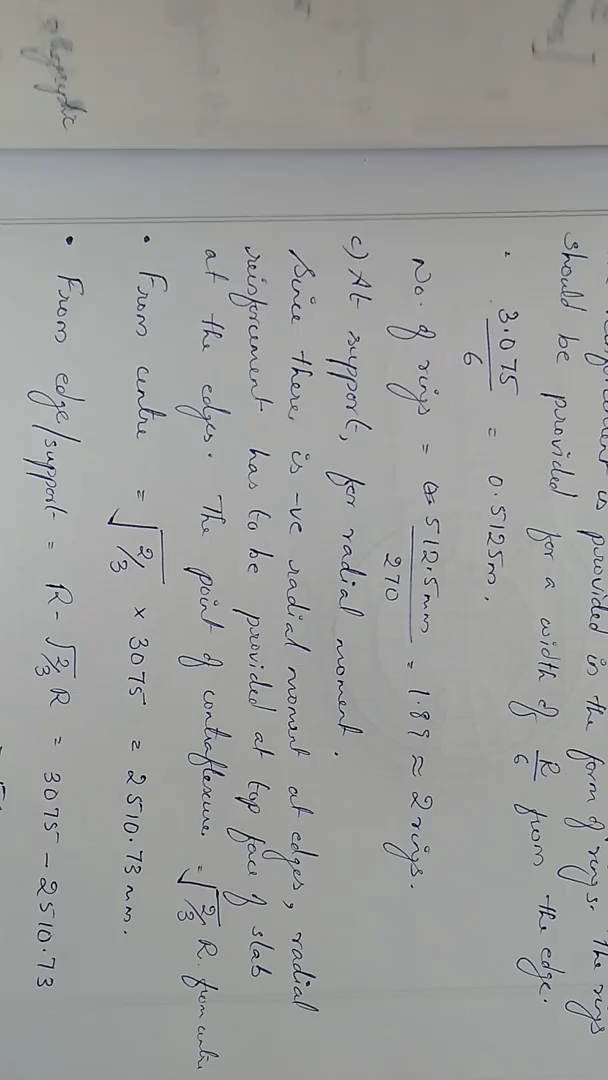 is provided in the form of rings. The rings
should be provided for a width of R/6 from the edge.
∴ 3.075/6 = 0.5125m.
No. of rings = 512.5mm/270 = 1.89 ≈ 2 rings.
c) At support, for radial moment.
Since there is -ve radial moment at edges, radial
reinforcement has to be provided at top face of slab
at the edges. The point of contraflexure = √2/3 R. from centre
• From centre = √2/3 × 3075 = 2510.73 mm.
• From edge/support = R - √2/3 R = 3075 - 2510.73